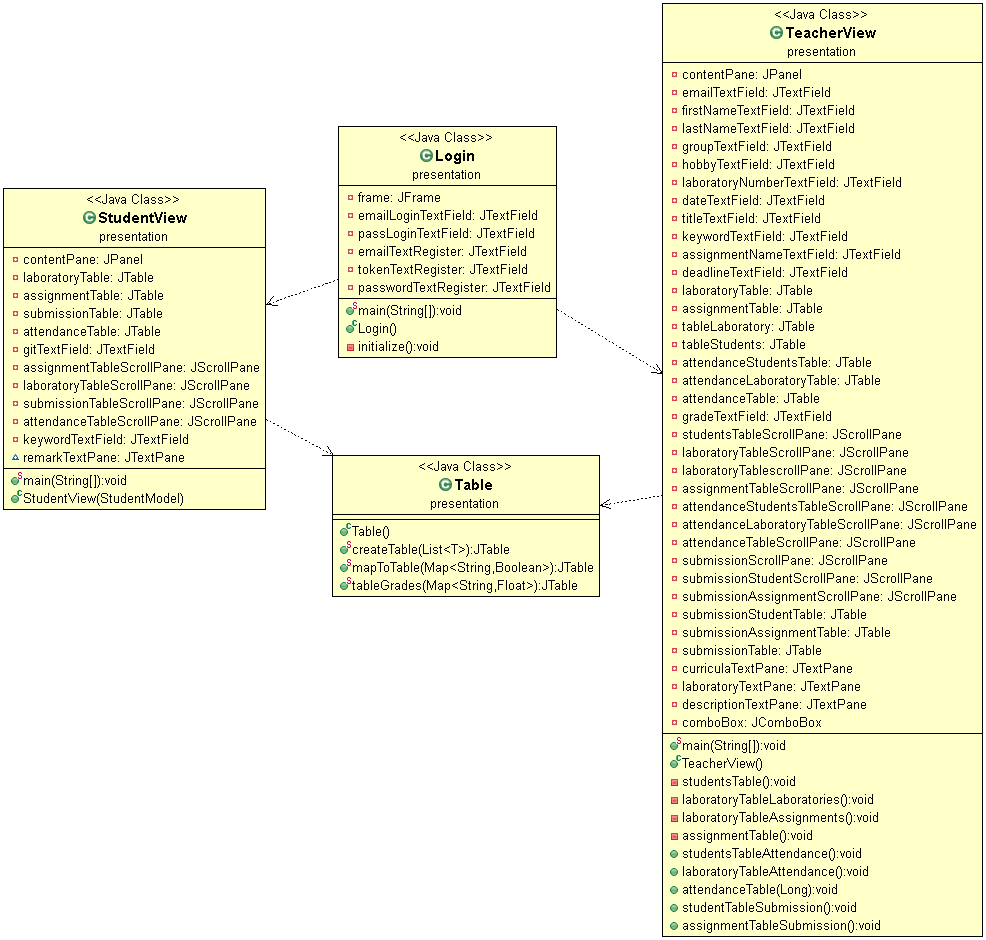 <<Java Class>>
StudentView
presentation
contentPane: JPanel
laboratoryTable: JTable
assignmentTable: JTable
submissionTable: JTable
attendanceTable: JTable
gitTextField: JTextField
assignmentTableScrollPane: JScrollPane
laboratoryTableScrollPane: JScrollPane
submissionTableScrollPane: JScrollPane
attendanceTableScrollPane: JScrollPane
keywordTextField: JTextField
remarkTextPane: JTextPane
main(String[]):void
StudentView(StudentModel)
<<Java Class>>
Login
presentation
frame: JFrame
emailLoginTextField: JTextField
passLoginTextField: JTextField
emailTextRegister: JTextField
tokenTextRegister: JTextField
passwordTextRegister: JTextField
main(String[]):void
Login()
initialize():void
<<Java Class>>
Table
presentation
Table()
createTable(List<T>):JTable
mapToTable(Map<String,Boolean>):JTable
tableGrades(Map<String,Float>):JTable
<<Java Class>>
TeacherView
presentation
contentPane: JPanel
emailTextField: JTextField
firstNameTextField: JTextField
lastNameTextField: JTextField
groupTextField: JTextField
hobbyTextField: JTextField
laboratoryNumberTextField: JTextField
dateTextField: JTextField
titleTextField: JTextField
keywordTextField: JTextField
assignmentNameTextField: JTextField
deadlineTextField: JTextField
laboratoryTable: JTable
assignmentTable: JTable
tableLaboratory: JTable
tableStudents: JTable
attendanceStudentsTable: JTable
attendanceLaboratoryTable: JTable
attendanceTable: JTable
gradeTextField: JTextField
studentsTableScrollPane: JScrollPane
laboratoryTableScrollPane: JScrollPane
laboratoryTablescrollPane: JScrollPane
assignmentTableScrollPane: JScrollPane
attendanceStudentsTableScrollPane: JScrollPane
attendanceLaboratoryTableScrollPane: JScrollPane
attendanceTableScrollPane: JScrollPane
submissionScrollPane: JScrollPane
submissionStudentScrollPane: JScrollPane
submissionAssignmentScrollPane: JScrollPane
submissionStudentTable: JTable
submissionAssignmentTable: JTable
submissionTable: JTable
curriculaTextPane: JTextPane
laboratoryTextPane: JTextPane
descriptionTextPane: JTextPane
comboBox: JComboBox
main(String[]):void
TeacherView()
studentsTable():void
laboratoryTableLaboratories():void
laboratoryTableAssignments():void
assignmentTable():void
studentsTableAttendance():void
laboratoryTableAttendance():void
attendanceTable(Long):void
studentTableSubmission():void
assignmentTableSubmission():void